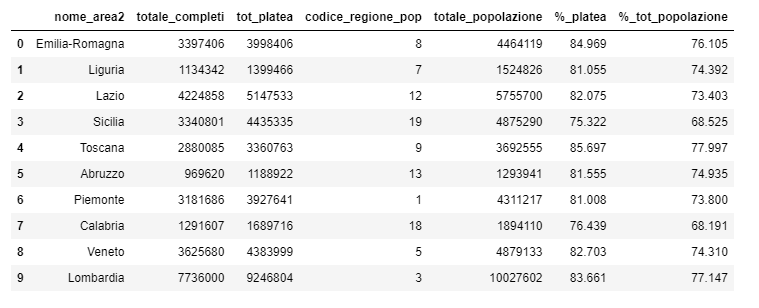 nome_area2 totale_completi tot_platea codice_regione_pop totale_popolazione %_platea %_tot_popolazione
0 Emilia-Romagna 3397406 3998406 8 4464119 84.969 76.105
1 Liguria 1134342 1399466 7 1524826 81.055 74.392
2 Lazio 4224858 5147533 12 5755700 82.075 73.403
3 Sicilia 3340801 4435335 19 4875290 75.322 68.525
4 Toscana 2880085 3360763 9 3692555 85.697 77.997
5 Abruzzo 969620 1188922 13 1293941 81.555 74.935
6 Piemonte 3181686 3927641 1 4311217 81.008 73.800
7 Calabria 1291607 1689716 18 1894110 76.439 68.191
8 Veneto 3625680 4383999 5 4879133 82.703 74.310
9 Lombardia 7736000 9246804 3 10027602 83.661 77.147